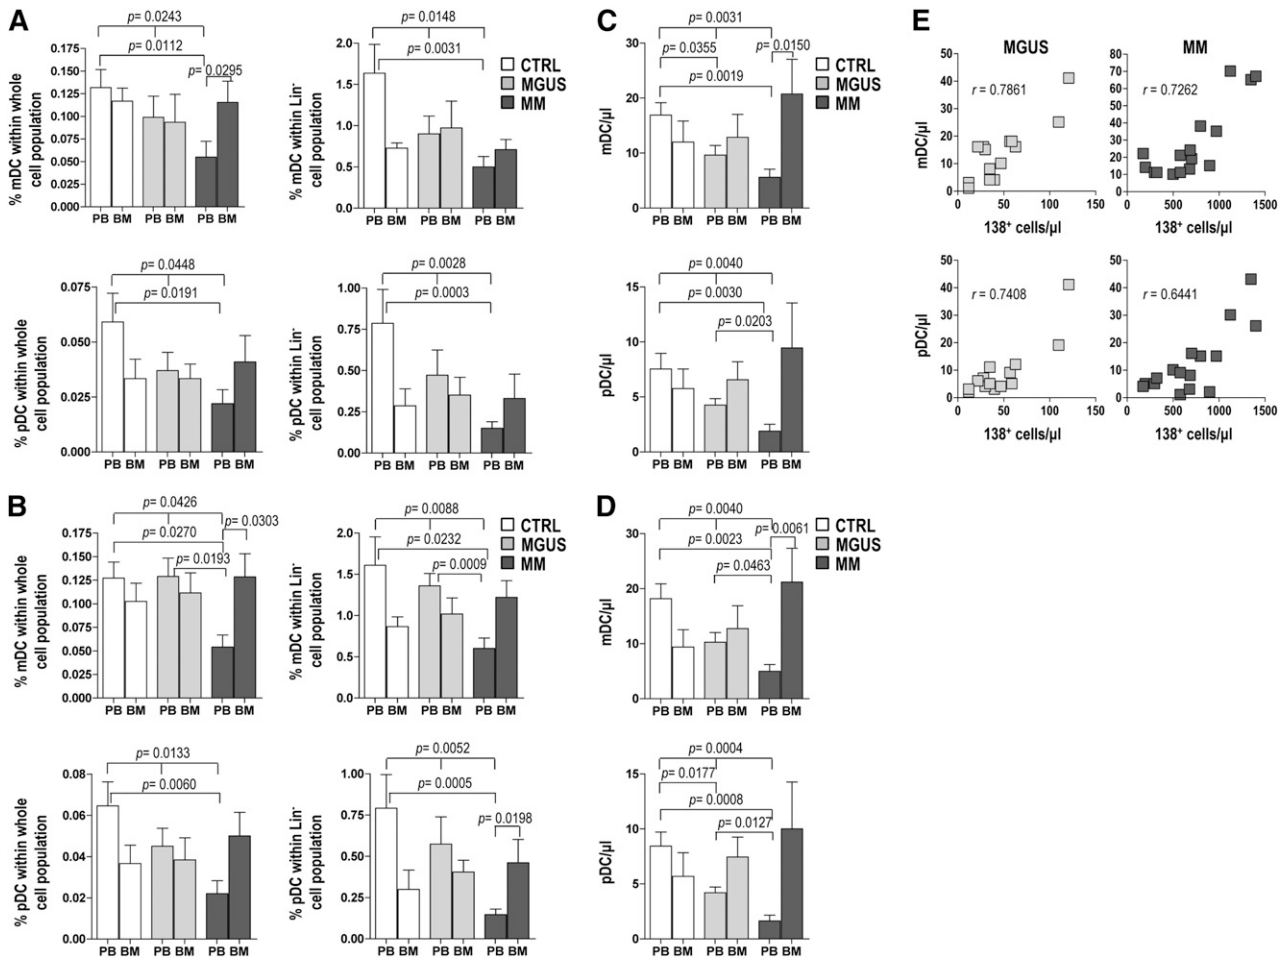 A
p= 0.0243
p= 0.0112
p= 0.0295
% mDC within whole
cell population
0.175
0.150
0.125
0.100
0.075
0.050
0.025
0.000
PB BM PB BM PB BM
p= 0.0148
p= 0.0031
% mDC within Lin-
cell population
2.0
1.5
1.0
0.5
0.0
PB BM PB BM PB BM
CTRL
MGUS
MM
p= 0.0448
p= 0.0191
% pDC within whole
cell population
0.075
0.050
0.025
0.000
PB BM PB BM PB BM
p= 0.0028
p= 0.0003
% pDC within Lin-
cell population
1.00
0.75
0.50
0.25
0.00
PB BM PB BM PB BM
B
p= 0.0426
p= 0.0270
p= 0.0303
p= 0.0193
% mDC within whole
cell population
0.175
0.150
0.125
0.100
0.075
0.050
0.025
0.000
PB BM PB BM PB BM
p= 0.0088
p= 0.0232
p= 0.0009
% mDC within Lin-
cell population
2.0
1.5
1.0
0.5
0.0
PB BM PB BM PB BM
CTRL
MGUS
MM
p= 0.0133
p= 0.0060
% pDC within whole
cell population
0.08
0.06
0.04
0.02
0.00
PB BM PB BM PB BM
p= 0.0052
p= 0.0005
p= 0.0198
% pDC within Lin-
cell population
1.00
0.75
0.50
0.25
0.00
PB BM PB BM PB BM
C
p= 0.0031
p= 0.0355
p= 0.0150
p= 0.0019
mDC/µl
30
20
10
0
PB BM PB BM PB BM
CTRL
MGUS
MM
p= 0.0040
p= 0.0030
p= 0.0203
pDC/µl
15
10
5
0
PB BM PB BM PB BM
D
p= 0.0040
p= 0.0061
p= 0.0023
p= 0.0463
mDC/µl
30
20
10
0
PB BM PB BM PB BM
CTRL
MGUS
MM
p= 0.0004
p= 0.0177
p= 0.0008
p= 0.0127
pDC/µl
15
10
5
0
PB BM PB BM PB BM
E
MGUS
r = 0.7861
mDC/µl
50
40
30
20
10
0
0 50 100 150
138+ cells/µl
MM
r = 0.7262
80
70
60
50
40
30
20
10
0
0 500 1000 1500
138+ cells/µl
r = 0.7408
pDC/µl
50
40
30
20
10
0
0 50 100 150
138+ cells/µl
r = 0.6441
50
40
30
20
10
0
0 500 1000 1500
138+ cells/µl